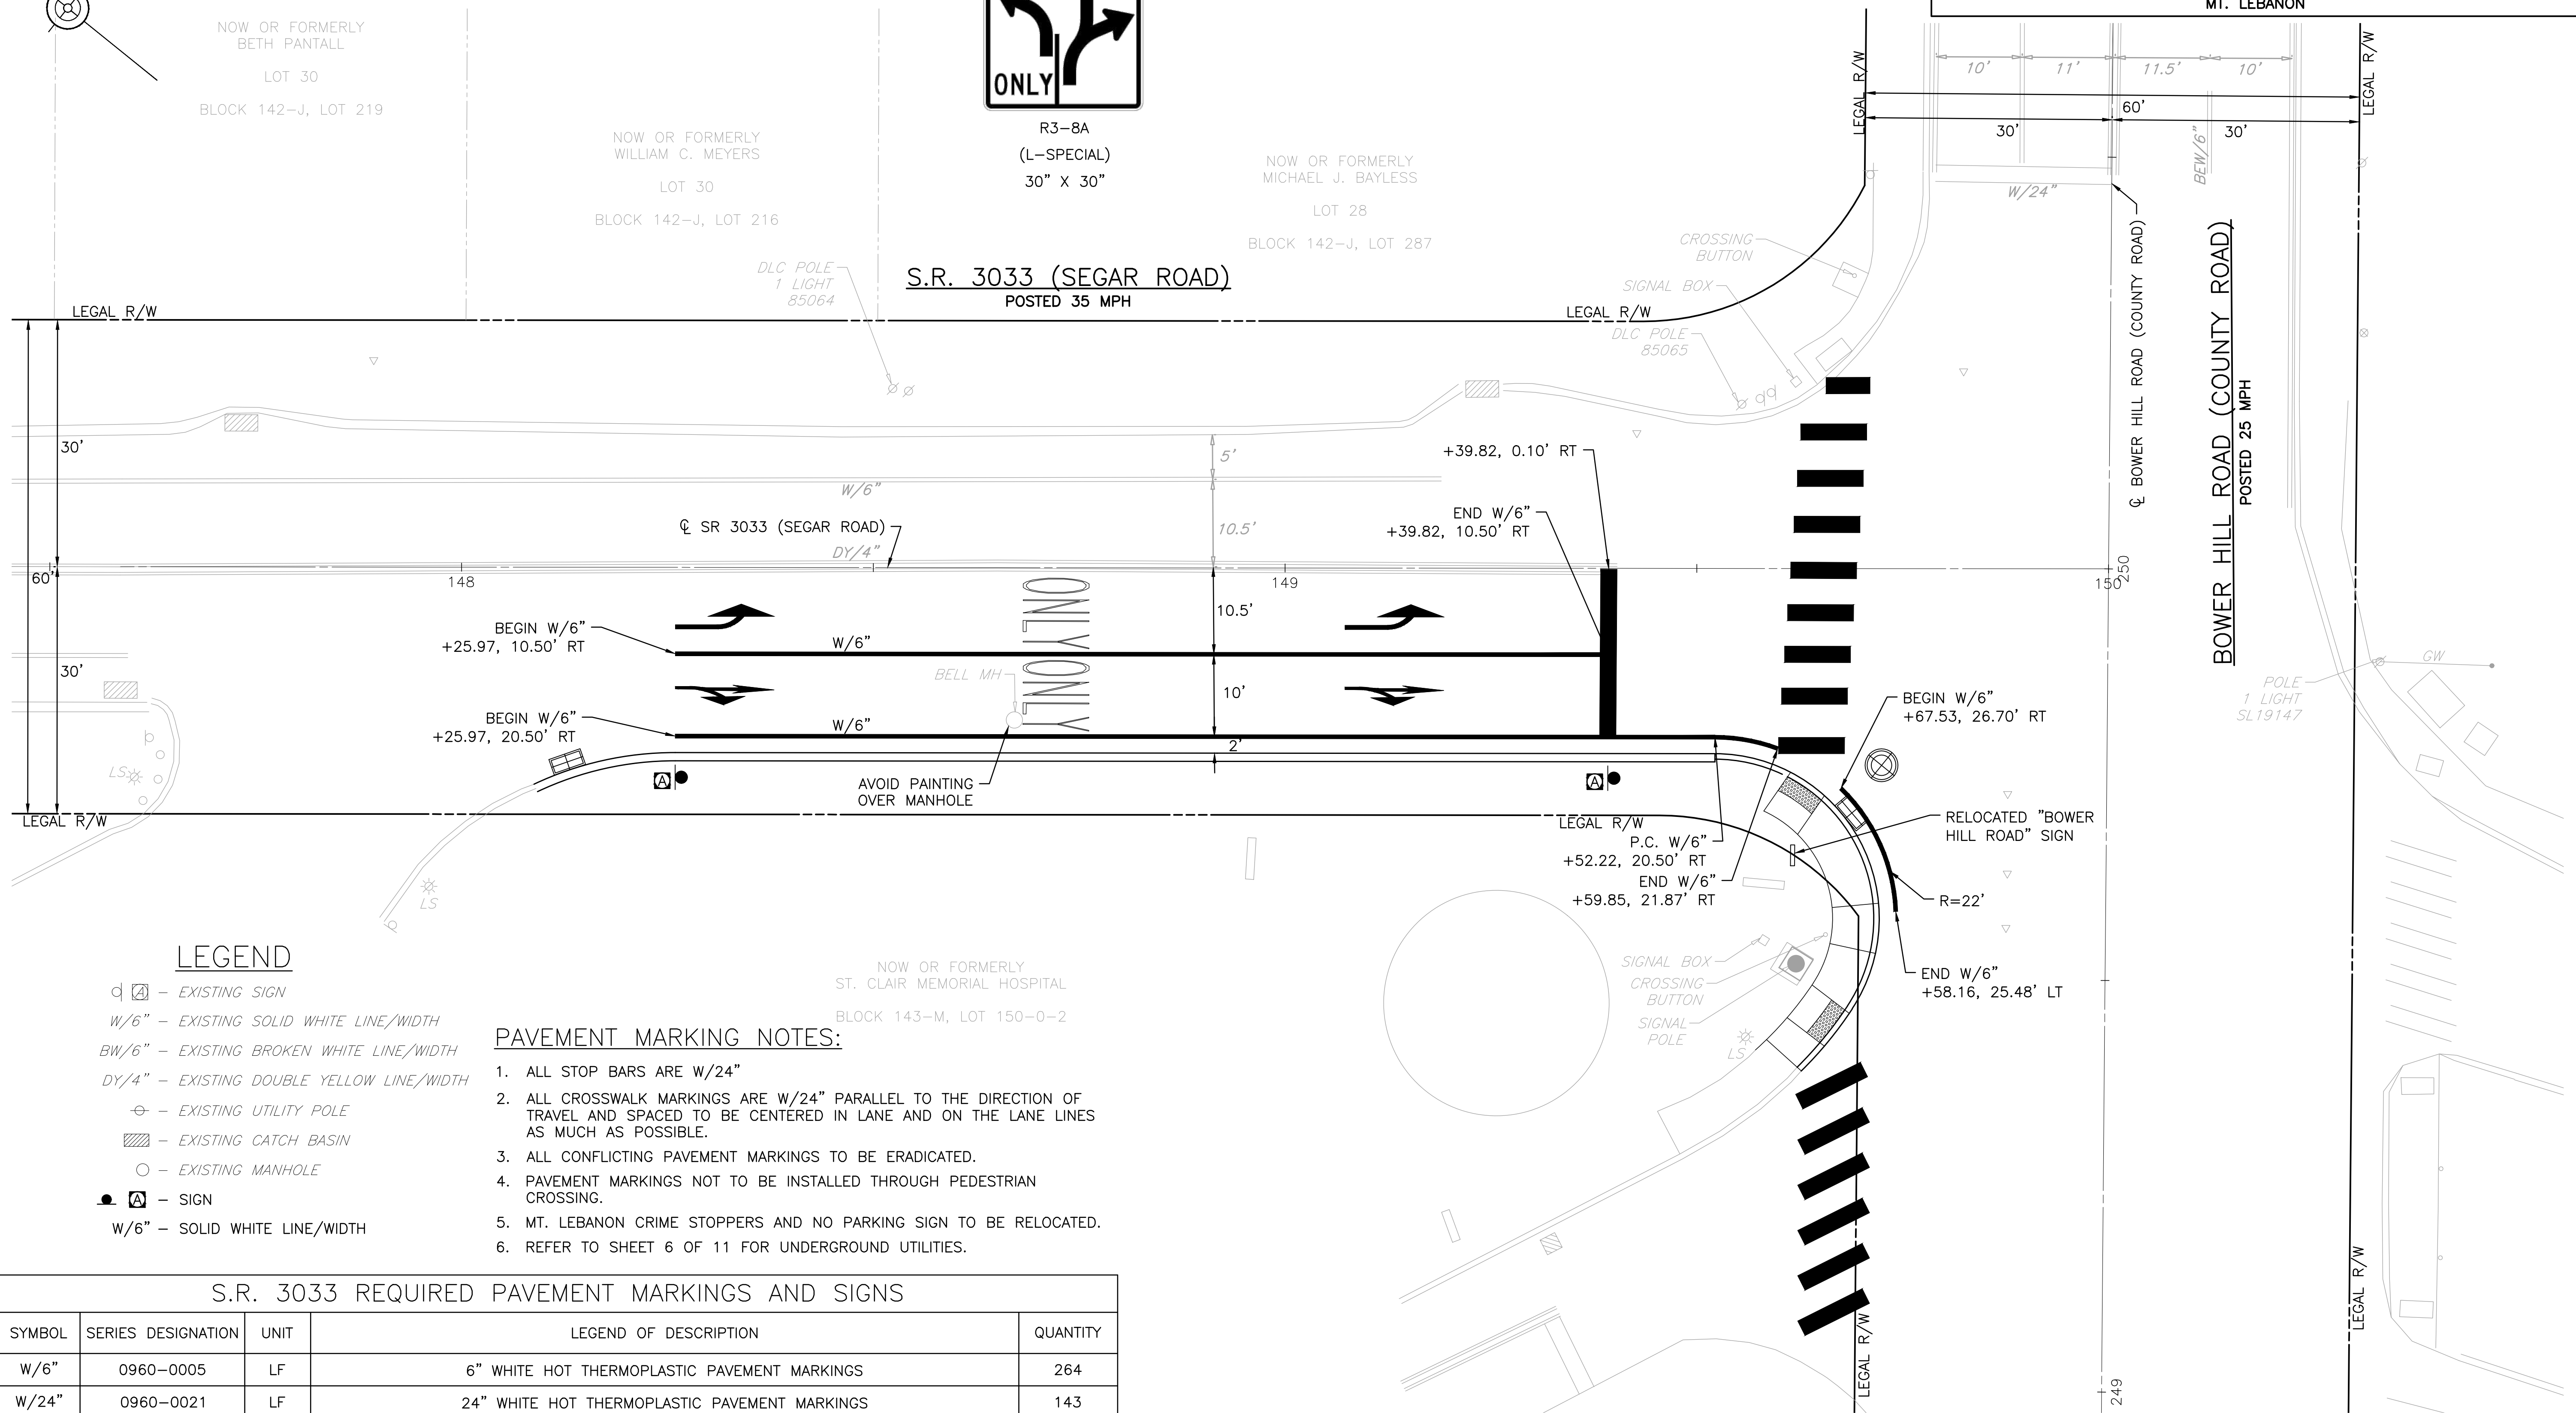 MT. LEBANON
NOW OR FORMERLY
BETH PANTALL
LOT 30
BLOCK 142-J, LOT 219
NOW OR FORMERLY
WILLIAM C. MEYERS
LOT 30
BLOCK 142-J, LOT 216
ONLY
R3-8A
(L-SPECIAL)
30" X 30"
NOW OR FORMERLY
MICHAEL J. BAYLESS
LOT 28
BLOCK 142-J, LOT 287
LEGAL R/W
LEGAL R/W
10'
11'
11.5'
10'
60'
30'
30'
BEW/6"
W/24"
CROSSING
BUTTON
SIGNAL BOX
DLC POLE
85065
DLC POLE
1 LIGHT
85064
S.R. 3033 (SEGAR ROAD)
POSTED 35 MPH
LEGAL R/W
LEGAL R/W
℄ BOWER HILL ROAD (COUNTY ROAD)
BOWER HILL ROAD (COUNTY ROAD)
POSTED 25 MPH
30'
60'
30'
5'
W/6"
10.5'
℄ SR 3033 (SEGAR ROAD)
DY/4"
+39.82, 0.10' RT
END W/6"
+39.82, 10.50' RT
148
149
150
250
ONLY
ONLY
10.5'
BEGIN W/6"
+25.97, 10.50' RT
W/6"
BELL MH
10'
BEGIN W/6"
+25.97, 20.50' RT
W/6"
2'
A
A
AVOID PAINTING
OVER MANHOLE
LS
LS
LEGAL R/W
LEGAL R/W
P.C. W/6"
+52.22, 20.50' RT
END W/6"
+59.85, 21.87' RT
BEGIN W/6"
+67.53, 26.70' RT
RELOCATED "BOWER
HILL ROAD" SIGN
R=22'
END W/6"
+58.16, 25.48' LT
GW
POLE
1 LIGHT
SL19147
SIGNAL BOX
CROSSING
BUTTON
SIGNAL
POLE
LS
NOW OR FORMERLY
ST. CLAIR MEMORIAL HOSPITAL
BLOCK 143-M, LOT 150-0-2
LEGEND
A - EXISTING SIGN
W/6" - EXISTING SOLID WHITE LINE/WIDTH
BW/6" - EXISTING BROKEN WHITE LINE/WIDTH
DY/4" - EXISTING DOUBLE YELLOW LINE/WIDTH
- EXISTING UTILITY POLE
- EXISTING CATCH BASIN
- EXISTING MANHOLE
A - SIGN
W/6" - SOLID WHITE LINE/WIDTH
PAVEMENT MARKING NOTES:
1. ALL STOP BARS ARE W/24"
2. ALL CROSSWALK MARKINGS ARE W/24" PARALLEL TO THE DIRECTION OF
TRAVEL AND SPACED TO BE CENTERED IN LANE AND ON THE LANE LINES
AS MUCH AS POSSIBLE.
3. ALL CONFLICTING PAVEMENT MARKINGS TO BE ERADICATED.
4. PAVEMENT MARKINGS NOT TO BE INSTALLED THROUGH PEDESTRIAN
CROSSING.
5. MT. LEBANON CRIME STOPPERS AND NO PARKING SIGN TO BE RELOCATED.
6. REFER TO SHEET 6 OF 11 FOR UNDERGROUND UTILITIES.
LEGAL R/W
LEGAL R/W
249
S.R. 3033 REQUIRED PAVEMENT MARKINGS AND SIGNS
SYMBOL SERIES DESIGNATION UNIT LEGEND OF DESCRIPTION QUANTITY
W/6" 0960-0005 LF 6" WHITE HOT THERMOPLASTIC PAVEMENT MARKINGS 264
W/24" 0960-0021 LF 24" WHITE HOT THERMOPLASTIC PAVEMENT MARKINGS 143